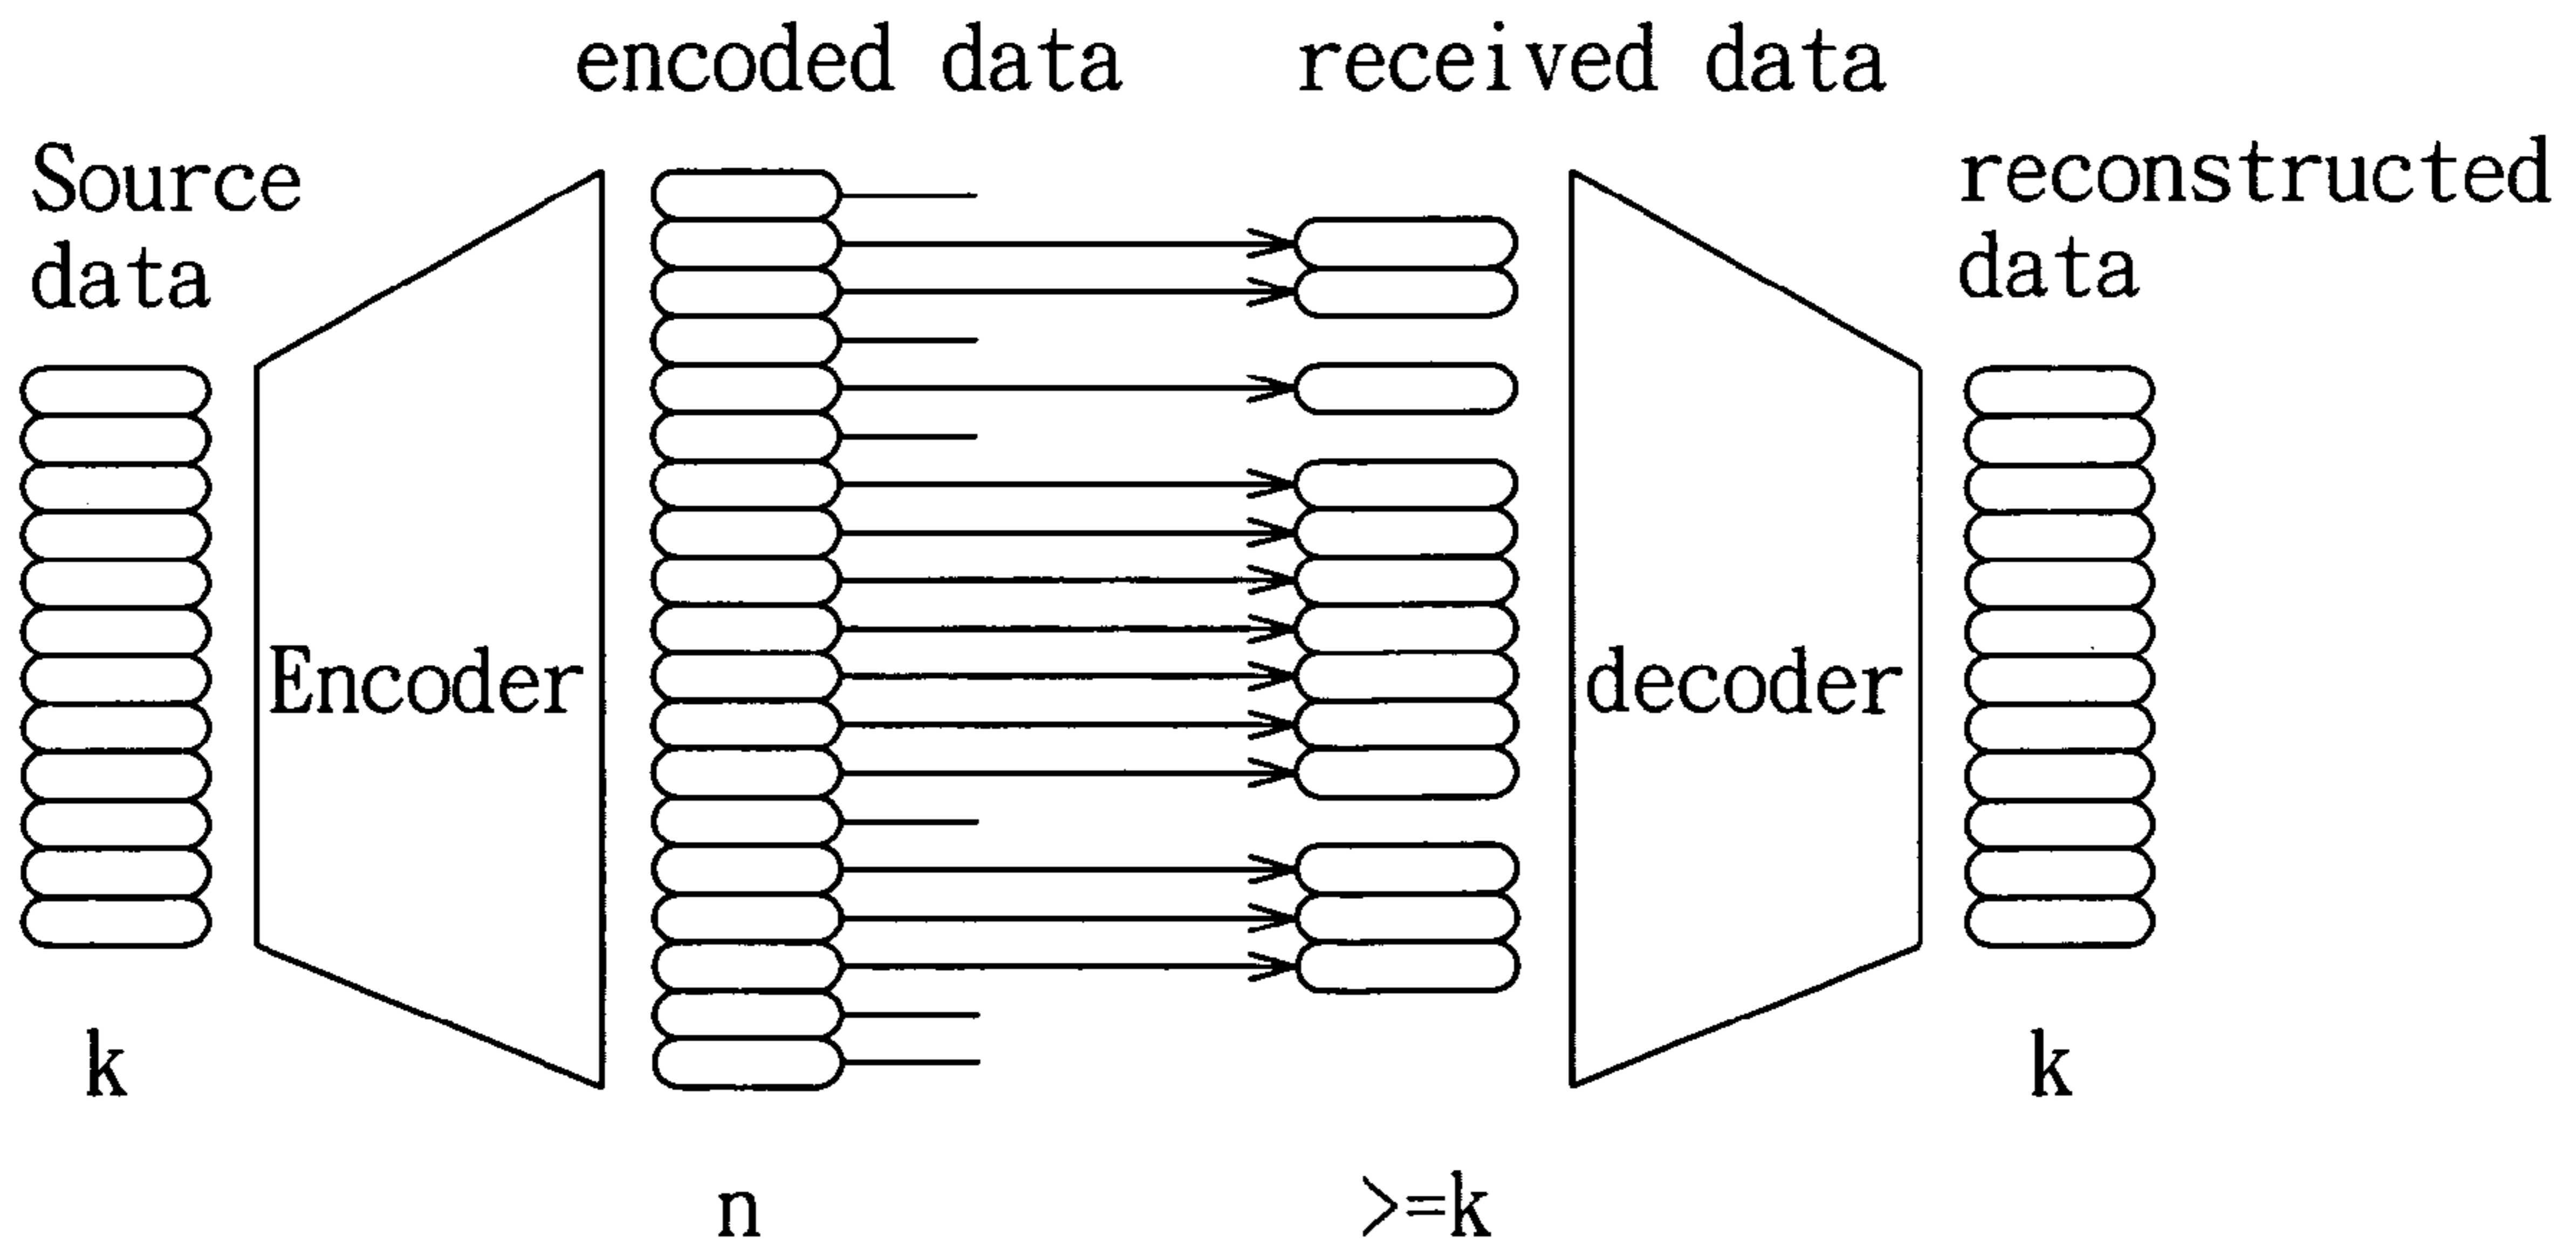 encoded data
received data
Source
data
reconstructed
data
Encoder
decoder
k
k
n
>=k